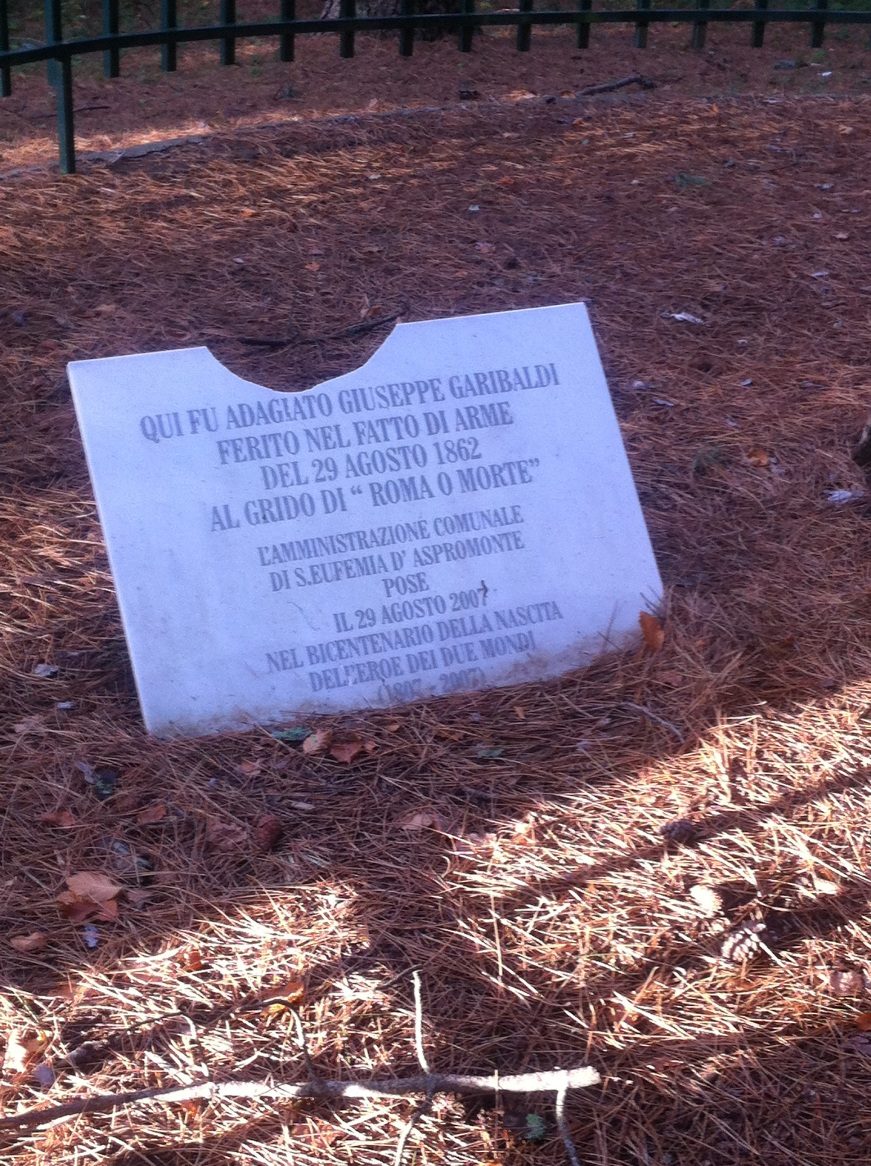 QUI FU ADAGIATO GIUSEPPE GARIBALDI
FERITO NEL FATTO DI ARME
DEL 29 AGOSTO 1862
AL GRIDO DI “ ROMA O MORTE”
L'AMMINISTRAZIONE COMUNALE
DI S.EUFEMIA D' ASPROMONTE
POSE
IL 29 AGOSTO 2007
NEL BICENTENARIO DELLA NASCITA
DELL'EROE DEI DUE MONDI
(1807 - 2007)